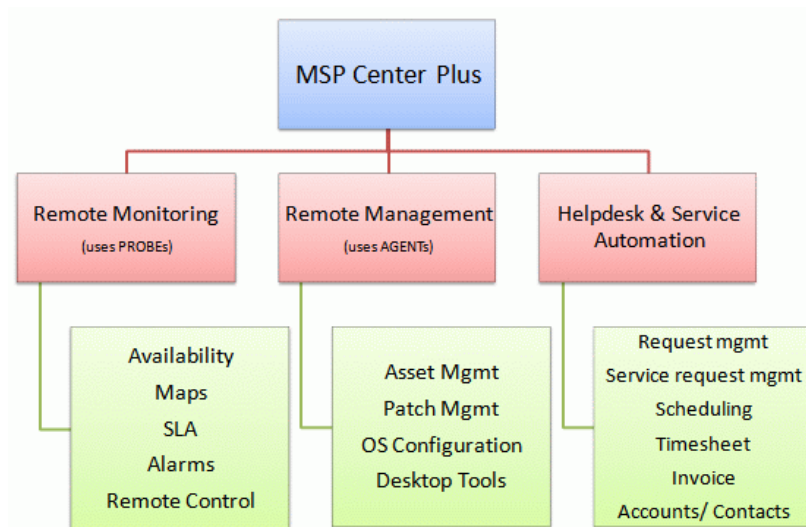 MSP Center Plus
Remote Monitoring
(uses PROBEs)
Remote Management
(uses AGENTs)
Helpdesk & Service
Automation
Availability
Maps
SLA
Alarms
Remote Control
Asset Mgmt
Patch Mgmt
OS Configuration
Desktop Tools
Request mgmt
Service request mgmt
Scheduling
Timesheet
Invoice
Accounts/ Contacts